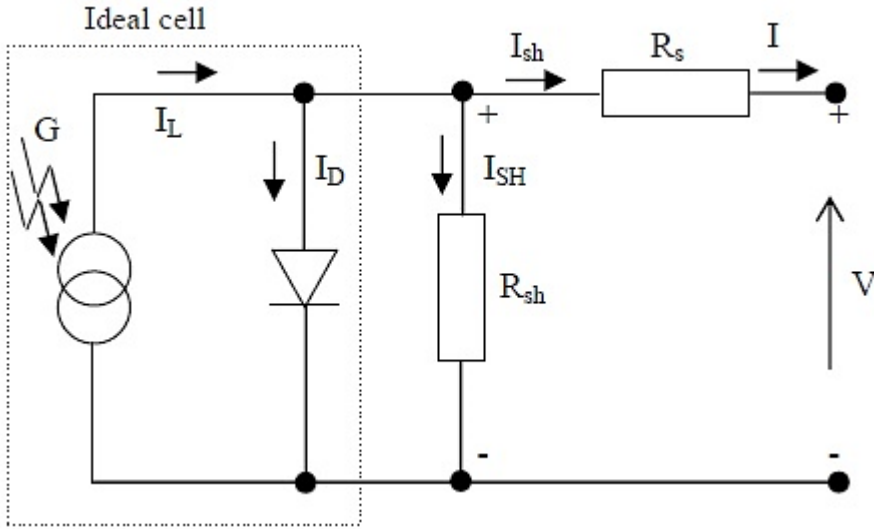 Ideal cell
I_sh R_s I
G I_L + +
I_D I_SH
R_sh V
- -